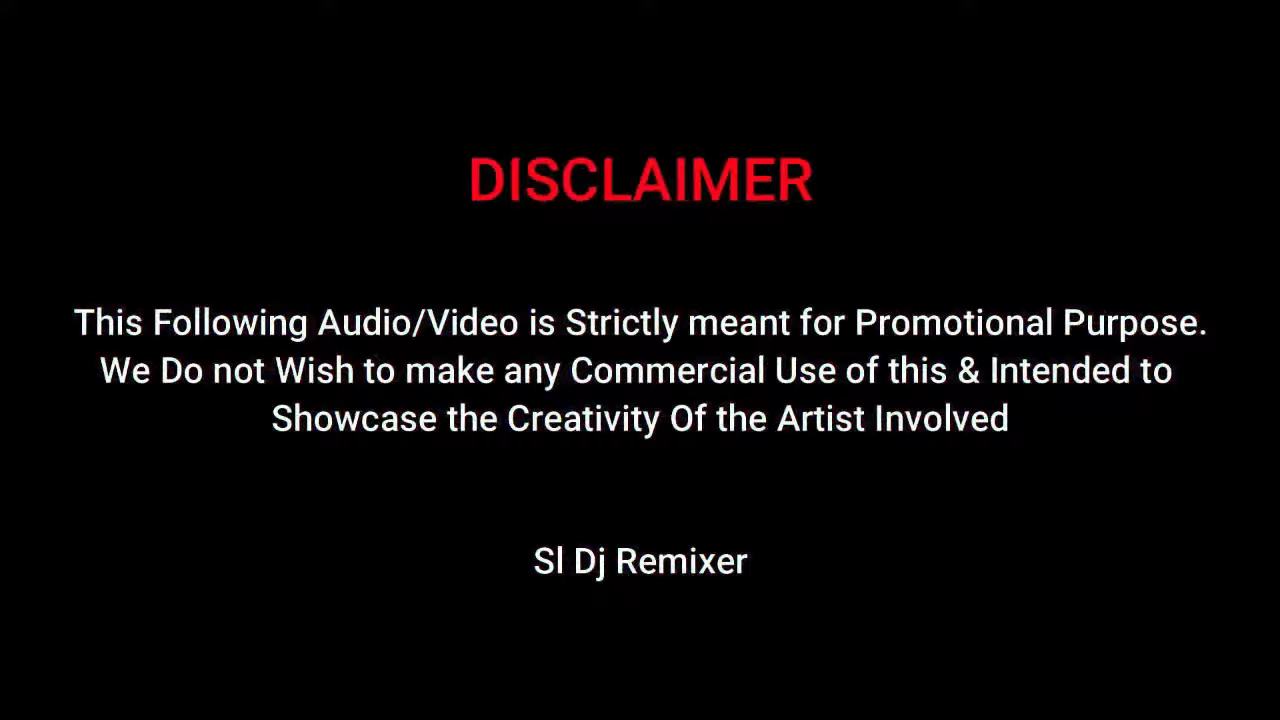 DISCLAIMER
This Following Audio/Video is Strictly meant for Promotional Purpose.
We Do not Wish to make any Commercial Use of this & Intended to
Showcase the Creativity Of the Artist Involved
Sl Dj Remixer